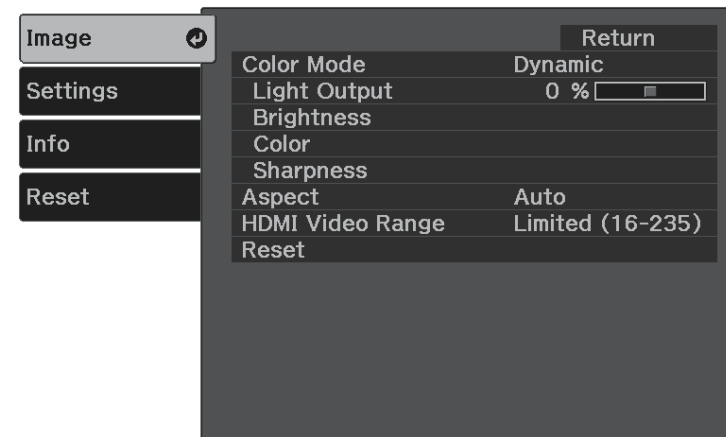 Image
Settings
Info
Reset
Return
Color Mode Dynamic
Light Output 0 %
Brightness
Color
Sharpness
Aspect Auto
HDMI Video Range Limited (16-235)
Reset